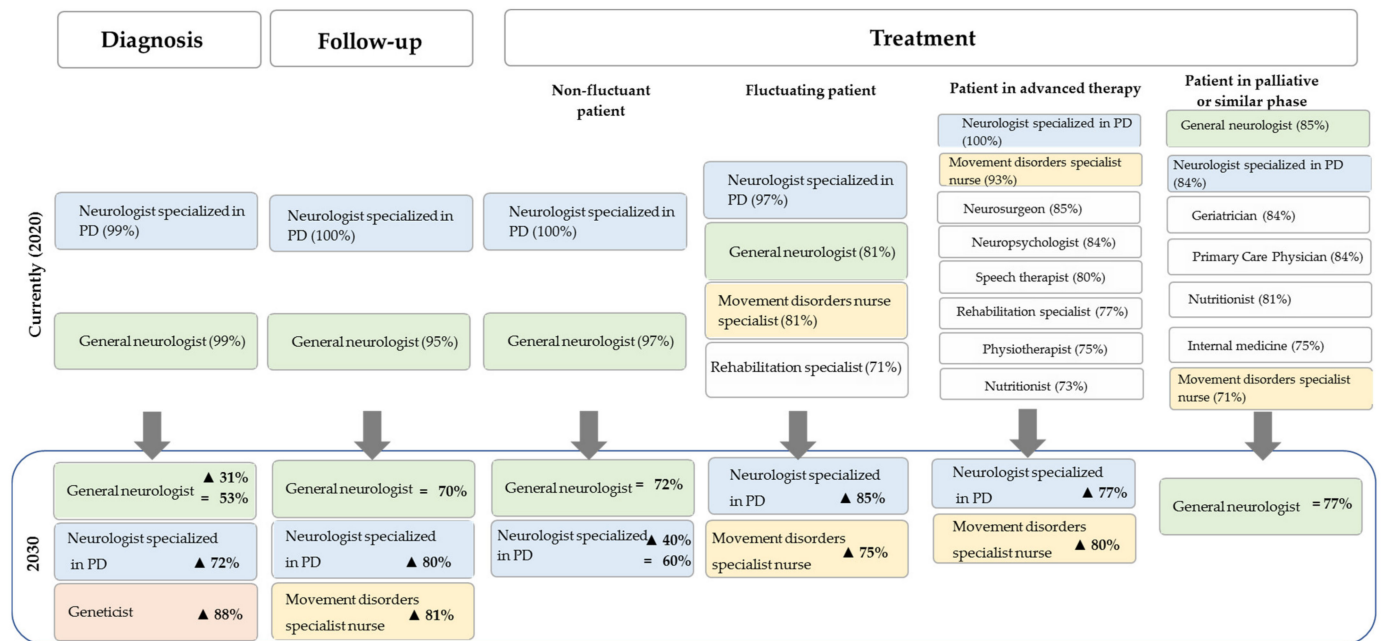 Diagnosis
Follow-up
Treatment
Non-fluctuant
patient
Fluctuating patient
Patient in advanced therapy
Patient in palliative
or similar phase
Currently (2020)
Neurologist specialized in
PD (99%)
General neurologist (99%)
Neurologist specialized in
PD (100%)
General neurologist (95%)
Neurologist specialized in
PD (100%)
General neurologist (97%)
Neurologist specialized in
PD (97%)
General neurologist (81%)
Movement disorders nurse
specialist (81%)
Rehabilitation specialist (71%)
Neurologist specialized in PD
(100%)
Movement disorders specialist
nurse (93%)
Neurosurgeon (85%)
Neuropsychologist (84%)
Speech therapist (80%)
Rehabilitation specialist (77%)
Physiotherapist (75%)
Nutritionist (73%)
General neurologist (85%)
Neurologist specialized in PD
(84%)
Geriatrician (84%)
Primary Care Physician (84%)
Nutritionist (81%)
Internal medicine (75%)
Movement disorders specialist
nurse (71%)
2030
General neurologist ▲ 31%
= 53%
Neurologist specialized
in PD ▲ 72%
Geneticist ▲ 88%
General neurologist = 70%
Neurologist specialized
in PD ▲ 80%
Movement disorders
specialist nurse ▲ 81%
General neurologist = 72%
Neurologist specialized ▲ 40%
in PD = 60%
Neurologist specialized
in PD ▲ 85%
Movement disorders
specialist nurse ▲ 75%
Neurologist specialized
in PD ▲ 77%
Movement disorders
specialist nurse ▲ 80%
General neurologist = 77%